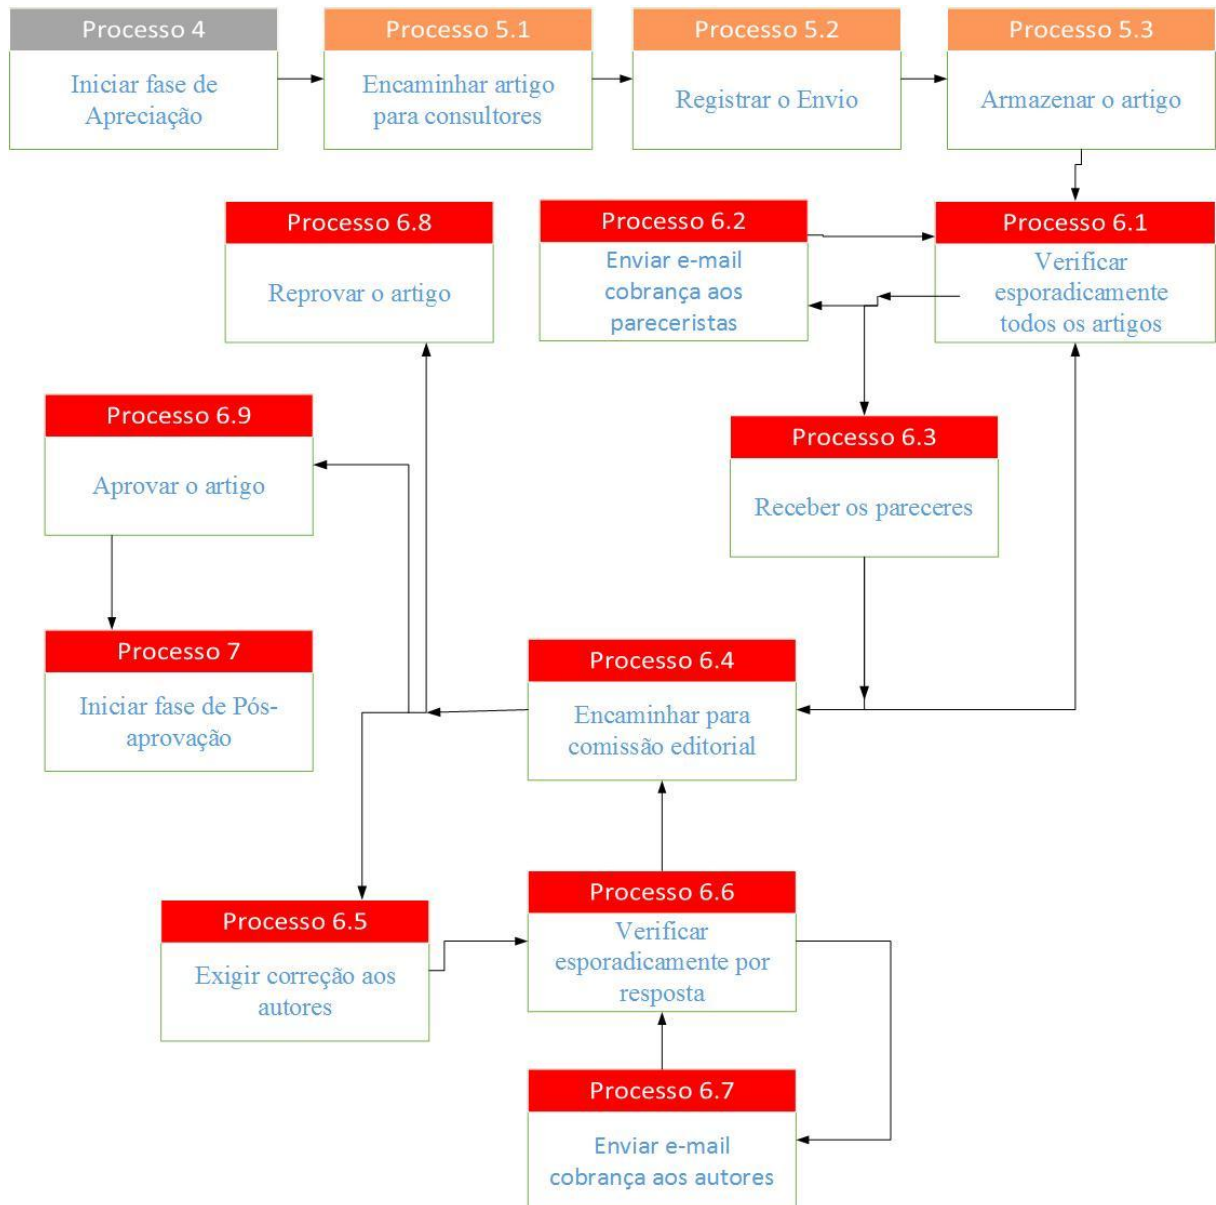 Processo 4
Iniciar fase de
Apreciação
Processo 5.1
Encaminhar artigo
para consultores
Processo 5.2
Registrar o Envio
Processo 5.3
Armazenar o artigo
Processo 6.8
Reprovar o artigo
Processo 6.2
Enviar e-mail
cobrança aos
pareceristas
Processo 6.1
Verificar
esporadicamente
todos os artigos
Processo 6.9
Aprovar o artigo
Processo 6.3
Receber os pareceres
Processo 7
Iniciar fase de Pós-
aprovação
Processo 6.4
Encaminhar para
comissão editorial
Processo 6.5
Exigir correção aos
autores
Processo 6.6
Verificar
esporadicamente por
resposta
Processo 6.7
Enviar e-mail
cobrança aos autores